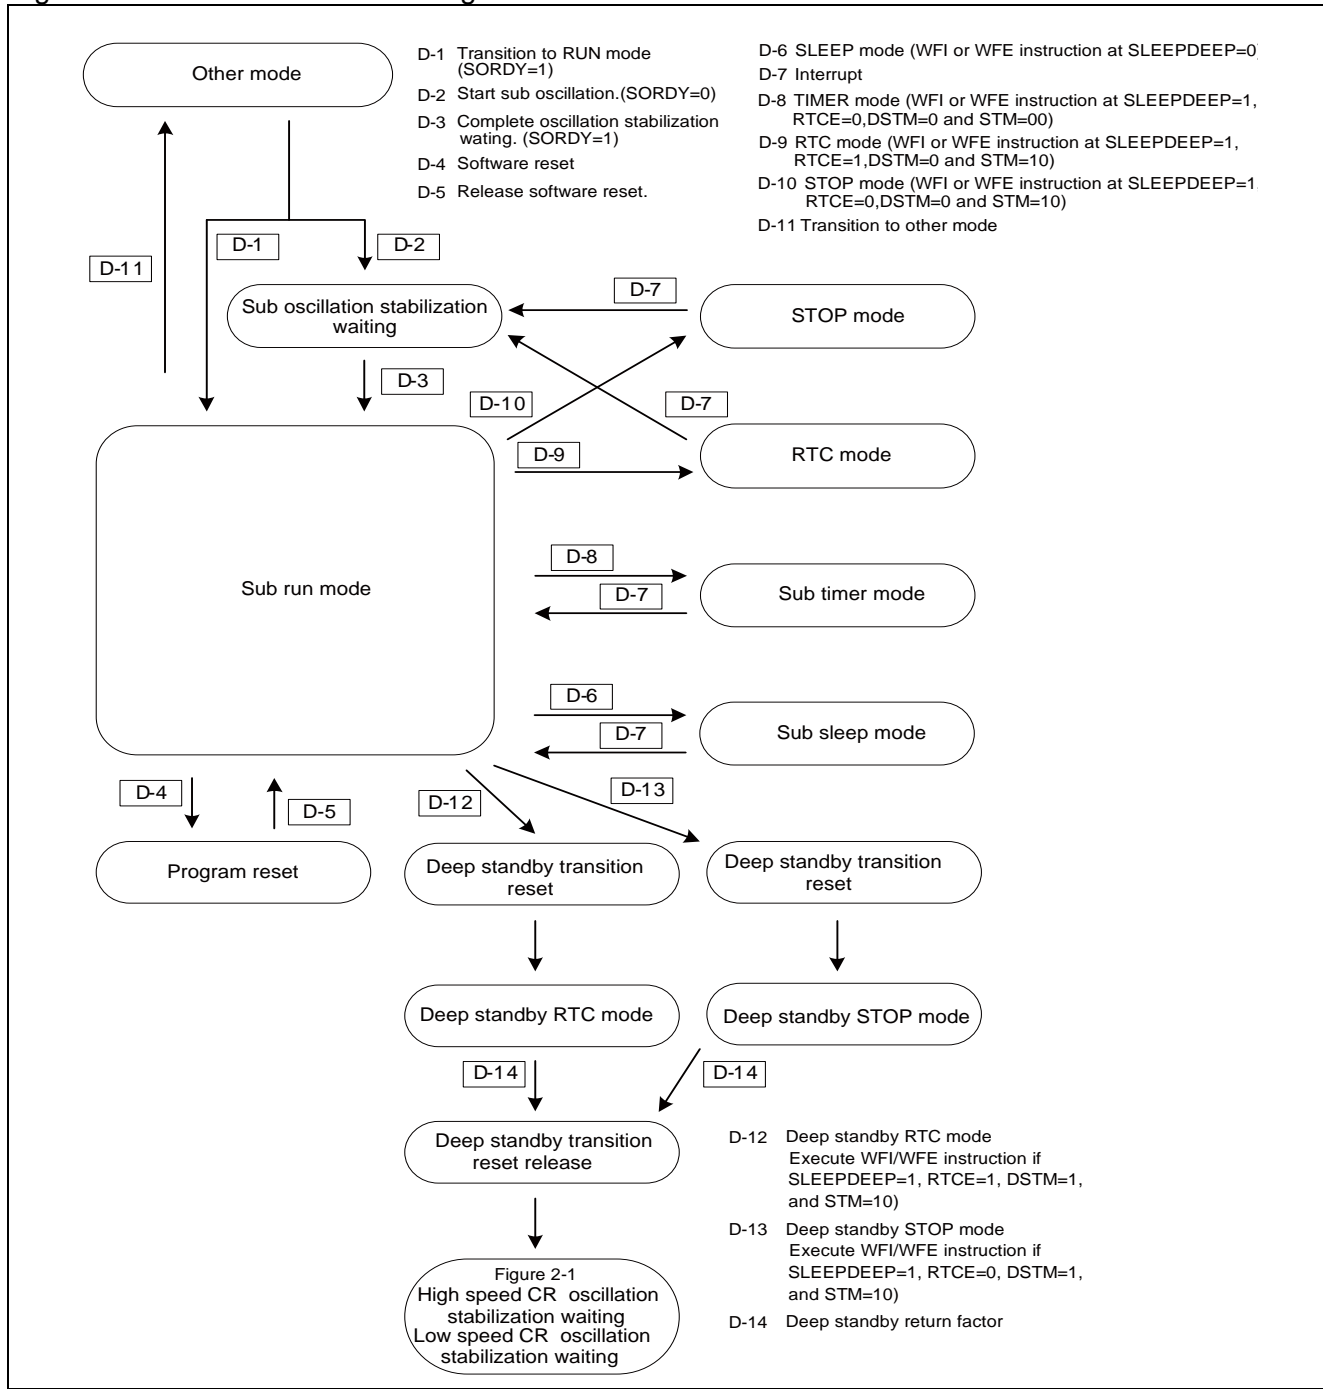 Other mode
D-1 Transition to RUN mode
(SORDY=1)
D-2 Start sub oscillation.(SORDY=0)
D-3 Complete oscillation stabilization
wating. (SORDY=1)
D-4 Software reset
D-5 Release software reset.
D-6 SLEEP mode (WFI or WFE instruction at SLEEPDEEP=0)
D-7 Interrupt
D-8 TIMER mode (WFI or WFE instruction at SLEEPDEEP=1,
RTCE=0,DSTM=0 and STM=00)
D-9 RTC mode (WFI or WFE instruction at SLEEPDEEP=1,
RTCE=1,DSTM=0 and STM=10)
D-10 STOP mode (WFI or WFE instruction at SLEEPDEEP=1.
RTCE=0,DSTM=0 and STM=10)
D-11 Transition to other mode
D-1
D-2
D-11
Sub oscillation stabilization
waiting
D-7
STOP mode
D-3
D-10
D-7
D-9
RTC mode
Sub run mode
D-8
D-7
Sub timer mode
D-6
D-7
Sub sleep mode
D-4
D-5
D-12
D-13
Program reset
Deep standby transition
reset
Deep standby transition
reset
Deep standby RTC mode
Deep standby STOP mode
D-14
D-14
Deep standby transition
reset release
Figure 2-1
High speed CR oscillation
stabilization waiting
Low speed CR oscillation
stabilization waiting
D-12 Deep standby RTC mode
Execute WFI/WFE instruction if
SLEEPDEEP=1, RTCE=1, DSTM=1,
and STM=10)
D-13 Deep standby STOP mode
Execute WFI/WFE instruction if
SLEEPDEEP=1, RTCE=0, DSTM=1,
and STM=10)
D-14 Deep standby return factor